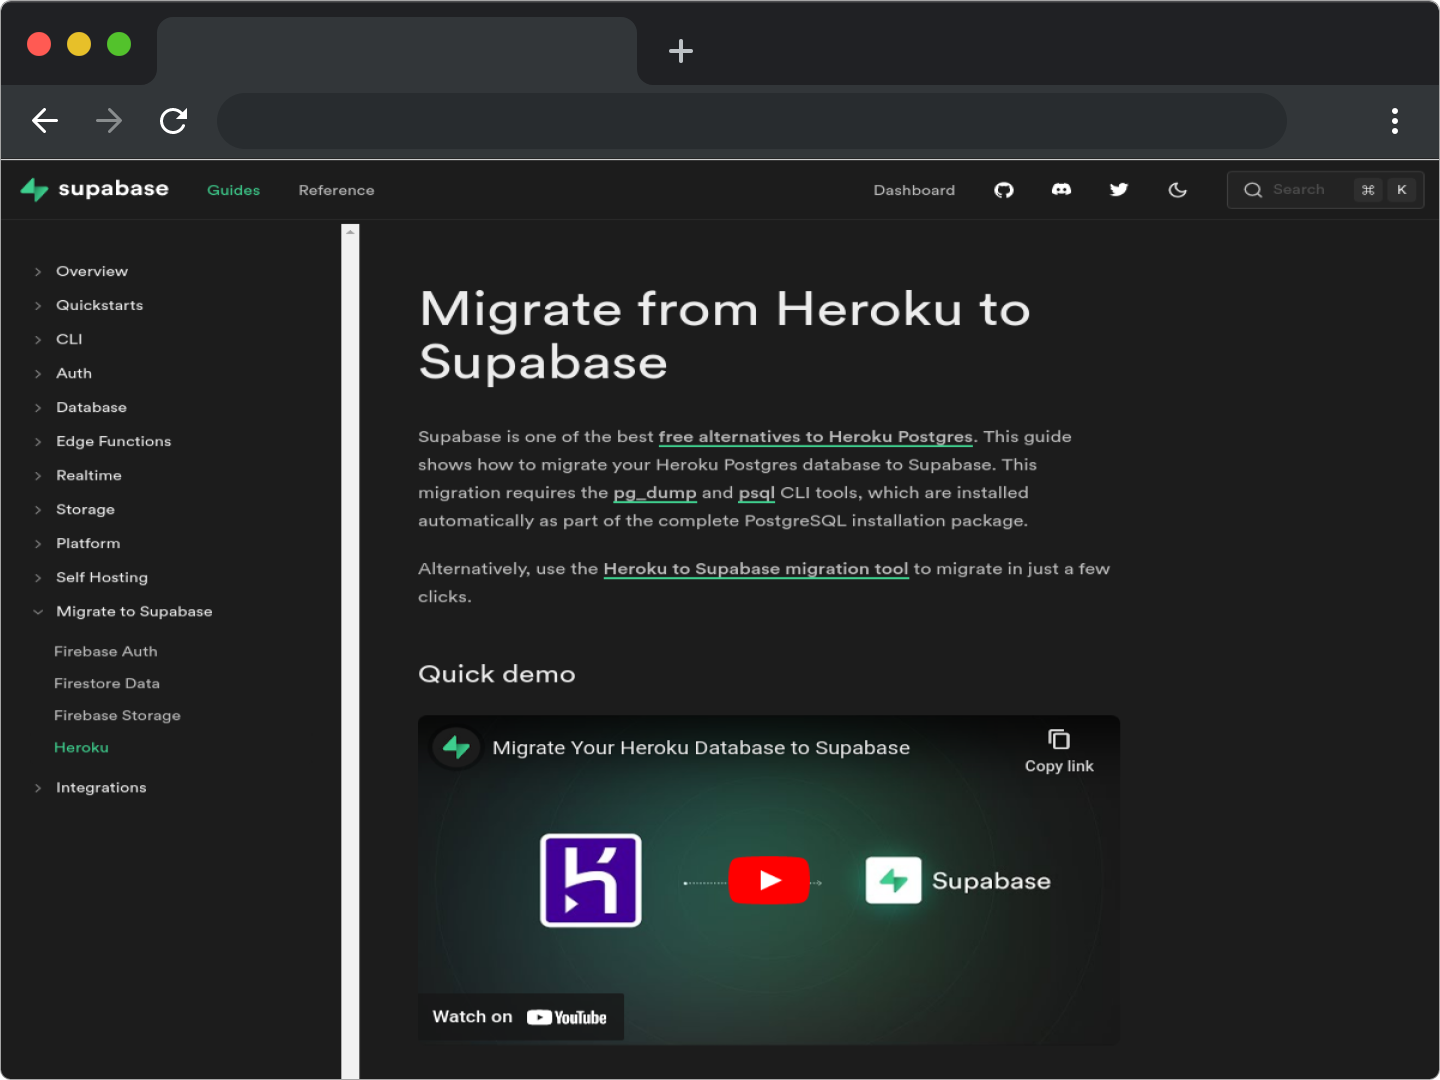 supabase
Guides
Reference
Dashboard
Search
⌘
K
Overview
Quickstarts
CLI
Auth
Database
Edge Functions
Realtime
Storage
Platform
Self Hosting
Migrate to Supabase
Firebase Auth
Firestore Data
Firebase Storage
Heroku
Integrations
Migrate from Heroku to
Supabase
Supabase is one of the best free alternatives to Heroku Postgres. This guide
shows how to migrate your Heroku Postgres database to Supabase. This
migration requires the pg_dump and psql CLI tools, which are installed
automatically as part of the complete PostgreSQL installation package.
Alternatively, use the Heroku to Supabase migration tool to migrate in just a few
clicks.
Quick demo
Migrate Your Heroku Database to Supabase
Copy link
Supabase
Watch on YouTube